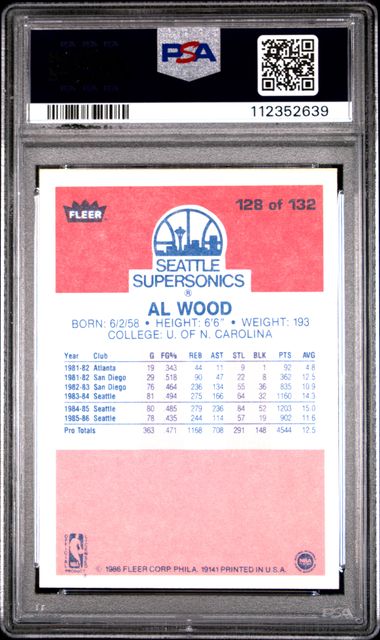 PSA
112352639
FLEER
128 of 132
SEATTLE
SUPERSONICS
®
AL WOOD
BORN: 6/2/58 • HEIGHT: 6'6" • WEIGHT: 193
COLLEGE: U. OF N. CAROLINA
Year Club G FG% REB AST STL BLK PTS AVG
1981-82 Atlanta 19 343 44 11 9 1 92 4.8
1981-82 San Diego 29 518 90 47 22 8 362 12.5
1982-83 San Diego 76 464 236 134 55 36 835 10.9
1983-84 Seattle 81 494 275 166 64 32 1160 14.3
1984-85 Seattle 80 485 279 236 84 52 1203 15.0
1985-86 Seattle 78 435 244 114 57 19 902 11.6
Pro Totals 363 471 1168 708 291 148 4544 12.5
NBA
© 1986 FLEER CORP. PHILA. 19141 PRINTED IN U.S.A.
PSA